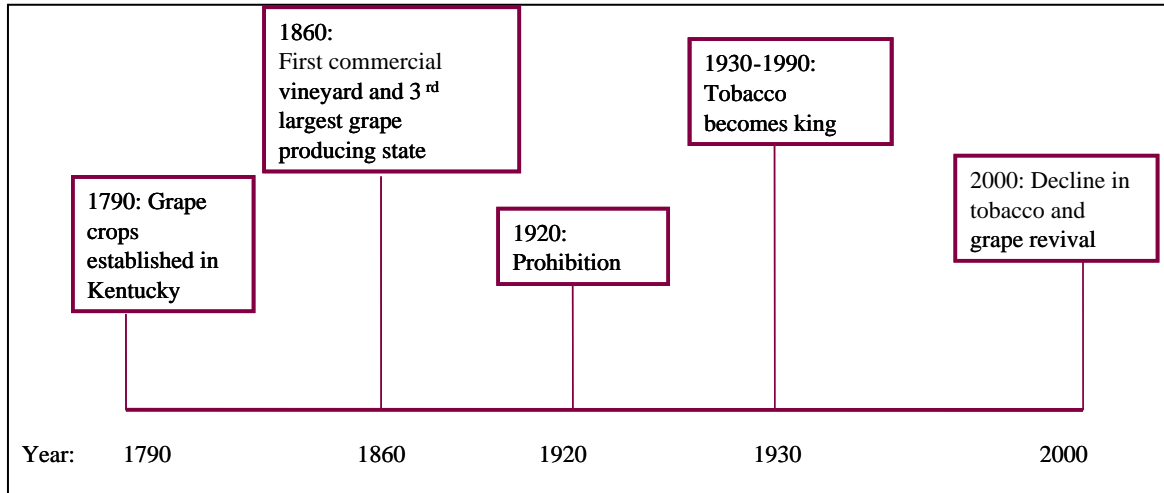 1790: Grape
crops
established in
Kentucky
1860:
First commercial
vineyard and 3 rd
largest grape
producing state
1920:
Prohibition
1930-1990:
Tobacco
becomes king
2000: Decline in
tobacco and
grape revival
Year: 1790 1860 1920 1930 2000